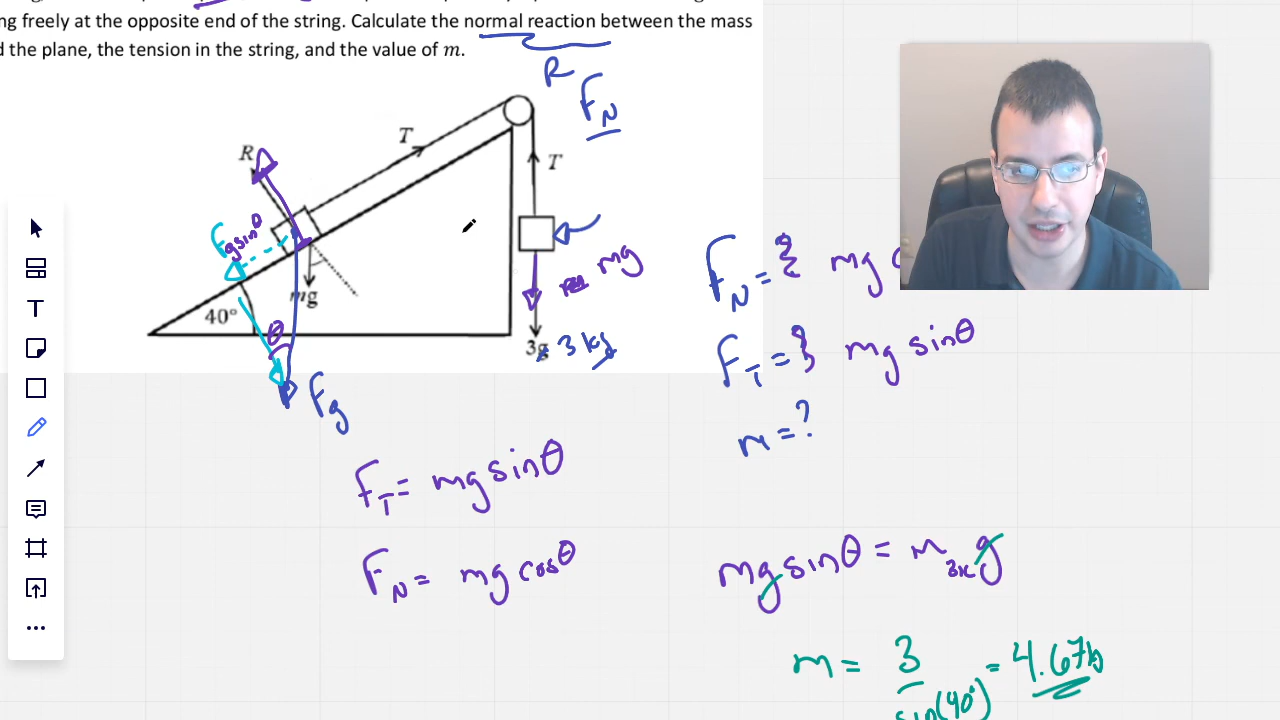 ng freely at the opposite end of the string. Calculate the normal reaction between the mass
d the plane, the tension in the string, and the value of m.
R
F_N
T
R
T
F_g sinθ
mg
mg
40°
θ
3g 3 kg
F_g
F_N = mg c
F_T = mg sinθ
m = ?
F_T = mg sinθ
F_N = mg cosθ
mg sinθ = m g
m = 3 = 4.67
sin(40°)
T